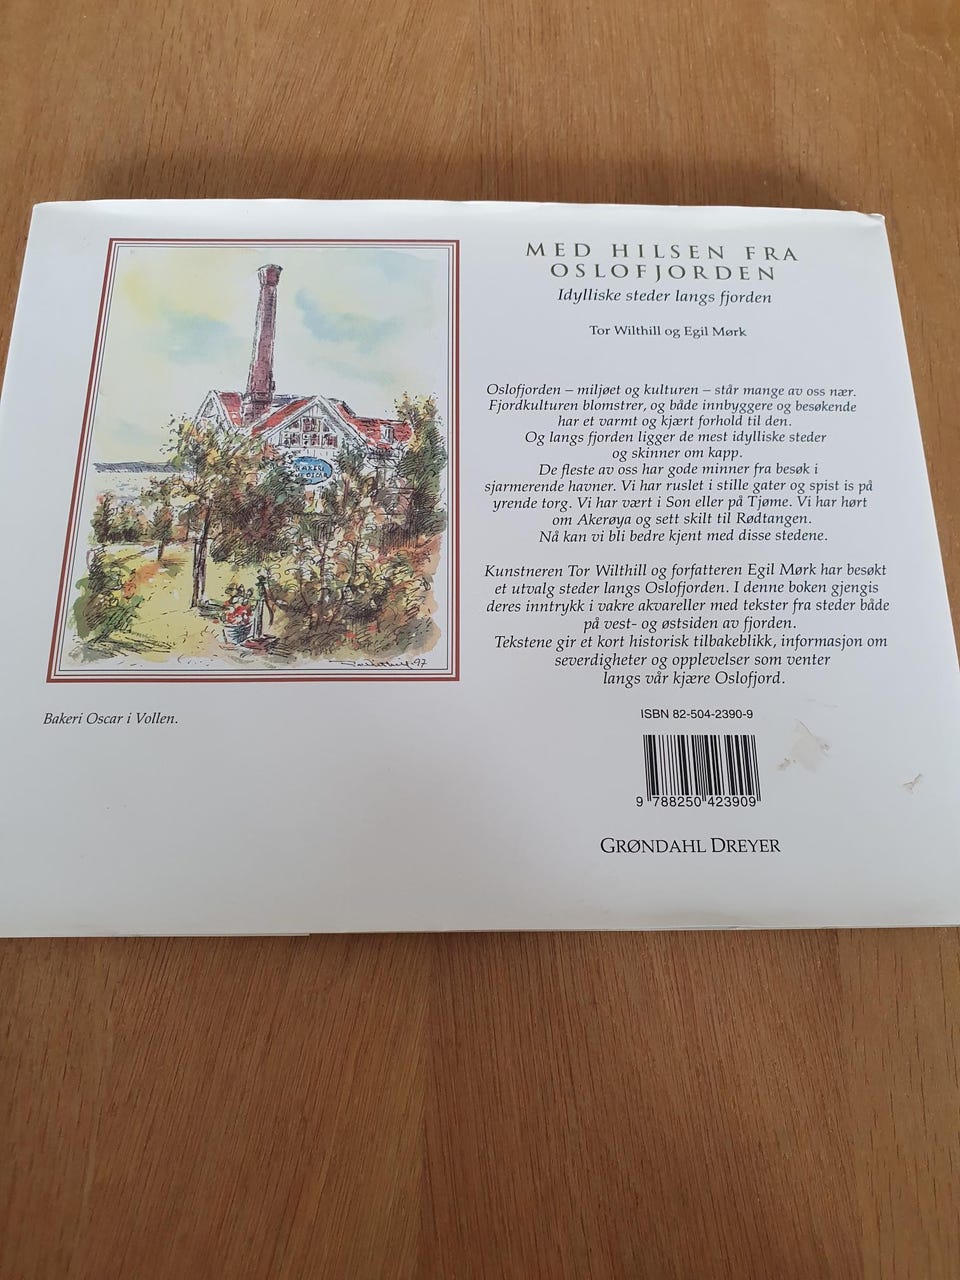 MED HILSEN FRA
OSLOFJORDEN
Idylliske steder langs fjorden
Tor Wilthill og Egil Mørk
Oslofjorden – miljøet og kulturen – står mange av oss nær.
Fjordkulturen blomstrer, og både innbyggere og besøkende
har et varmt og kjært forhold til den.
Og langs fjorden ligger de mest idylliske steder
og skinner om kapp.
De fleste av oss har gode minner fra besøk i
sjarmerende havner. Vi har ruslet i stille gater og spist is på
yrende torg. Vi har vært i Son eller på Tjøme. Vi har hørt
om Akerøya og sett skilt til Rødtangen.
Nå kan vi bli bedre kjent med disse stedene.
Kunstneren Tor Wilthill og forfatteren Egil Mørk har besøkt
et utvalg steder langs Oslofjorden. I denne boken gjengis
deres inntrykk i vakre akvareller med tekster fra steder både
på vest- og østsiden av fjorden.
Tekstene gir et kort historisk tilbakeblikk, informasjon om
severdigheter og opplevelser som venter
langs vår kjære Oslofjord.
ISBN 82-504-2390-9
9 788250 423909
GRØNDAHL DREYER
BAKERI
OSCAR
97
Bakeri Oscar i Vollen.